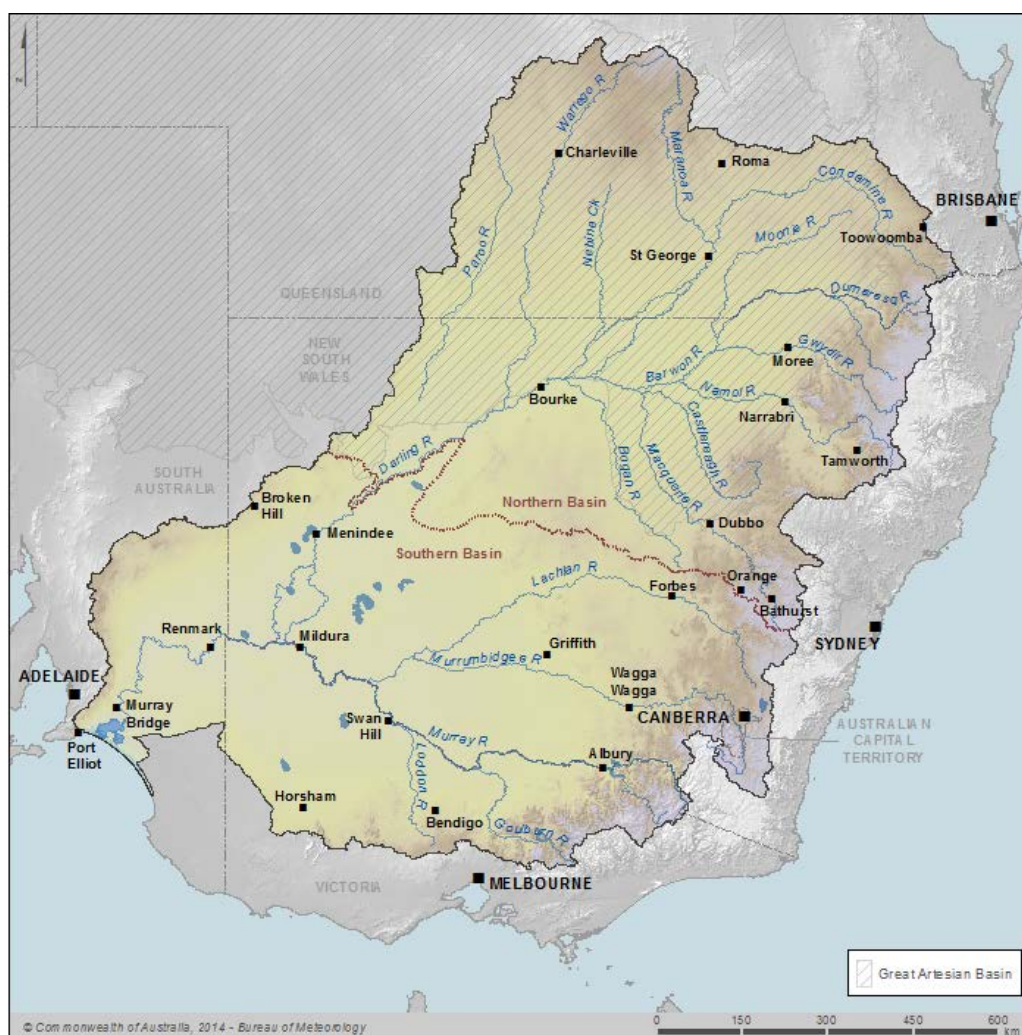 N
Warrego R
Charleville
Maranoa R
Roma
Condamine R
BRISBANE
Toowoomba
Paroo R
Nebine Ck
St George
Moonie R
QUEENSLAND
Dumaresq R
NEW
SOUTH
WALES
Barwon R
Moree
Gwydir R
Bourke
Namoi R
Narrabri
Castlereagh R
Macquarie R
Bogan R
Tamworth
Darling R
SOUTH
AUSTRALIA
Broken
Hill
Northern Basin
Menindee
Southern Basin
Dubbo
Lachlan R
Forbes
Orange
Bathurst
Renmark
Mildura
Griffith
SYDNEY
Murrumbidgee R
Wagga
Wagga
ADELAIDE
Murray
Bridge
Swan
Hill
CANBERRA
Port
Elliot
Murray R
AUSTRALIAN
CAPITAL
TERRITORY
Albury
Loddon R
Horsham
Bendigo
Goulburn R
VICTORIA
MELBOURNE
Great Artesian Basin
© Commonwealth of Australia, 2014 - Bureau of Meteorology
0 150 300 450 600
km